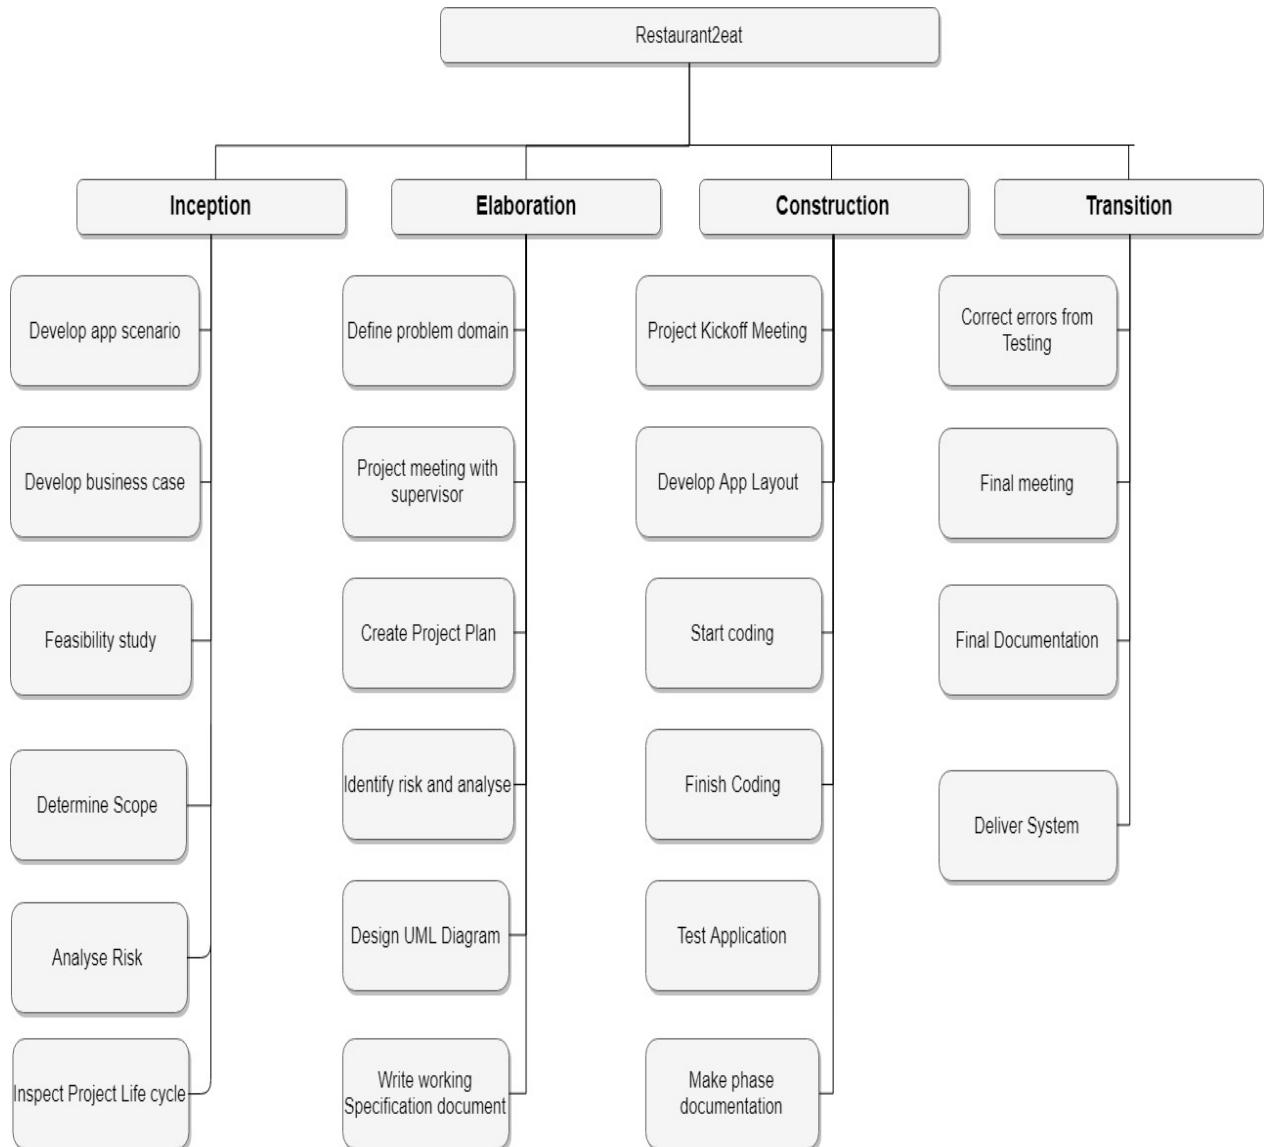 Restaurant2eat
Inception
Elaboration
Construction
Transition
Develop app scenario
Develop business case
Feasibility study
Determine Scope
Analyse Risk
Inspect Project Life cycle
Define problem domain
Project meeting with
supervisor
Create Project Plan
Identify risk and analyse
Design UML Diagram
Write working
Specification document
Project Kickoff Meeting
Develop App Layout
Start coding
Finish Coding
Test Application
Make phase
documentation
Correct errors from
Testing
Final meeting
Final Documentation
Deliver System